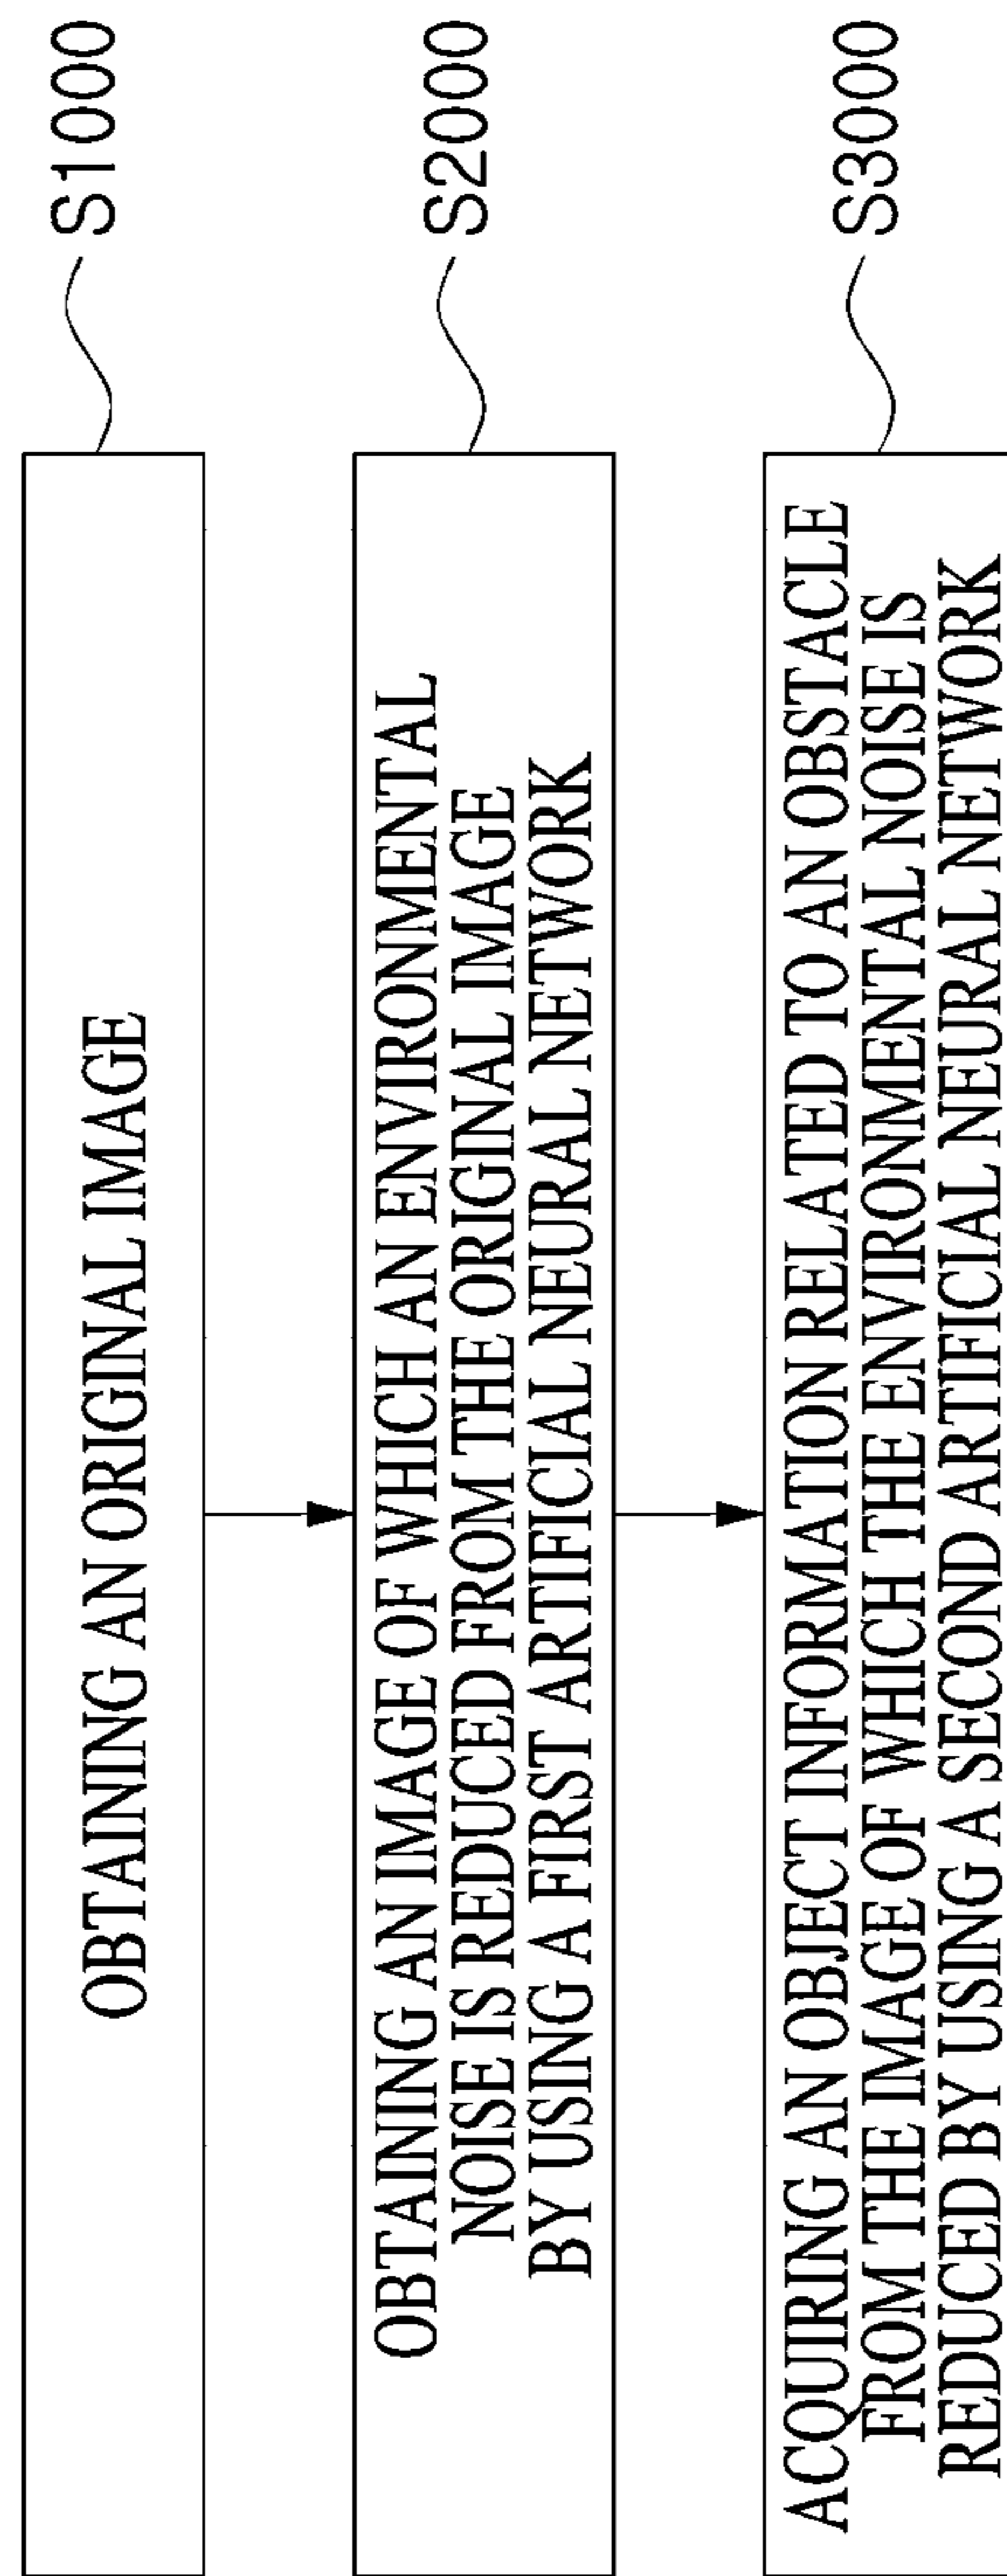 OBTAINING AN ORIGINAL IMAGE
S1000
OBTAINING AN IMAGE OF WHICH AN ENVIRONMENTAL
NOISE IS REDUCED FROM THE ORIGINAL IMAGE
BY USING A FIRST ARTIFICIAL NEURAL NETWORK
S2000
ACQUIRING AN OBJECT INFORMATION RELATED TO AN OBSTACLE
FROM THE IMAGE OF WHICH THE ENVIRONMENTAL NOISE IS
REDUCED BY USING A SECOND ARTIFICIAL NEURAL NETWORK
S3000